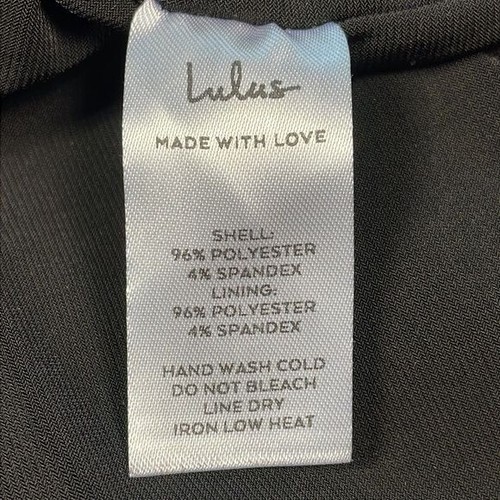 Lulus
MADE WITH LOVE
SHELL:
96% POLYESTER
4% SPANDEX
LINING:
96% POLYESTER
4% SPANDEX
HAND WASH COLD
DO NOT BLEACH
LINE DRY
IRON LOW HEAT